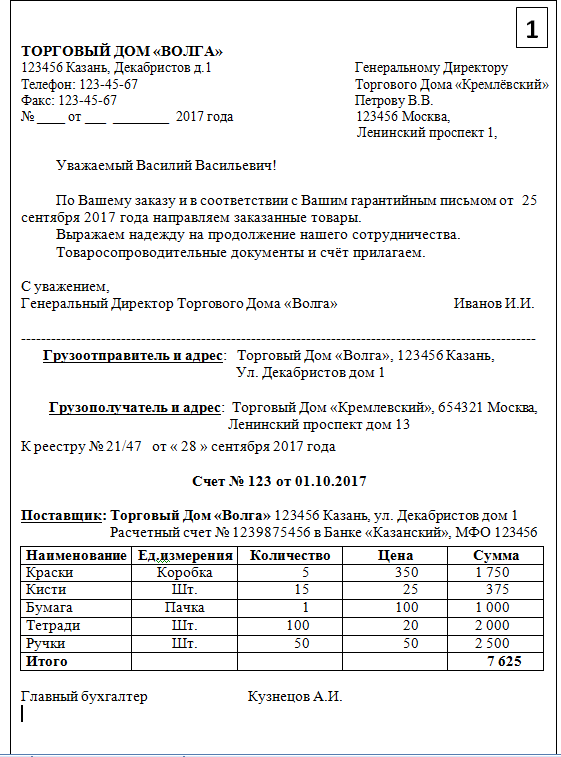 1
ТОРГОВЫЙ ДОМ «ВОЛГА»
123456 Казань, Декабристов д.1 Генеральному Директору
Телефон: 123-45-67 Торгового Дома «Кремлёвский»
Факс: 123-45-67 Петрову В.В.
№ ____ от ___ ________ 2017 года 123456 Москва,
Ленинский проспект 1,
Уважаемый Василий Васильевич!
По Вашему заказу и в соответствии с Вашим гарантийным письмом от 25
сентября 2017 года направляем заказанные товары.
Выражаем надежду на продолжение нашего сотрудничества.
Товаросопроводительные документы и счёт прилагаем.
С уважением,
Генеральный Директор Торгового Дома «Волга» Иванов И.И.
Грузоотправитель и адрес: Торговый Дом «Волга», 123456 Казань,
Ул. Декабристов дом 1
Грузополучатель и адрес: Торговый Дом «Кремлевский», 654321 Москва,
Ленинский проспект дом 13
К реестру № 21/47 от « 28 » сентября 2017 года
Счет № 123 от 01.10.2017
Поставщик: Торговый Дом «Волга» 123456 Казань, ул. Декабристов дом 1
Расчетный счет № 1239875456 в Банке «Казанский», МФО 123456
Наименование Ед.измерения Количество Цена Сумма
Краски Коробка 5 350 1 750
Кисти Шт. 15 25 375
Бумага Пачка 1 100 1 000
Тетради Шт. 100 20 2 000
Ручки Шт. 50 50 2 500
Итого 7 625
Главный бухгалтер Кузнецов А.И.